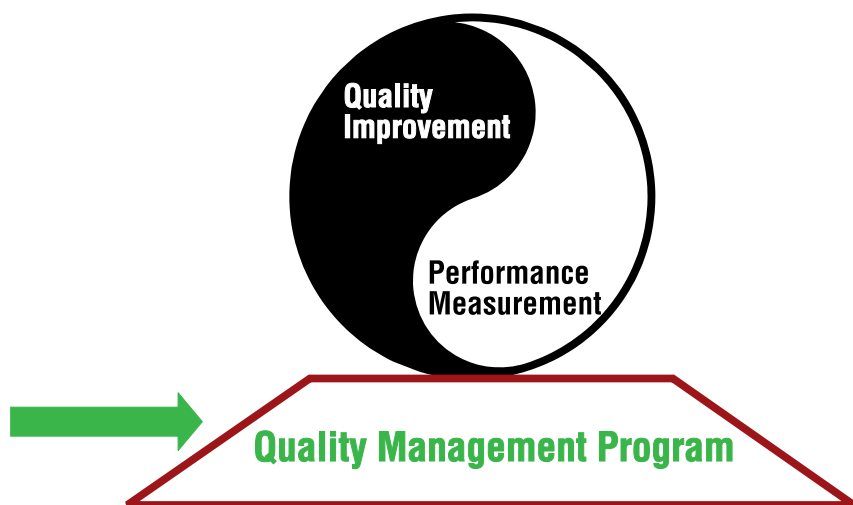 Quality
Improvement
Performance
Measurement
Quality Management Program